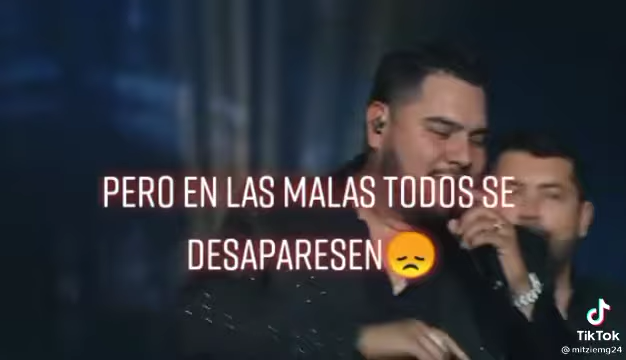 PERO EN LAS MALAS TODOS SE
DESAPARESEN😞
TikTok
@mitziemg24